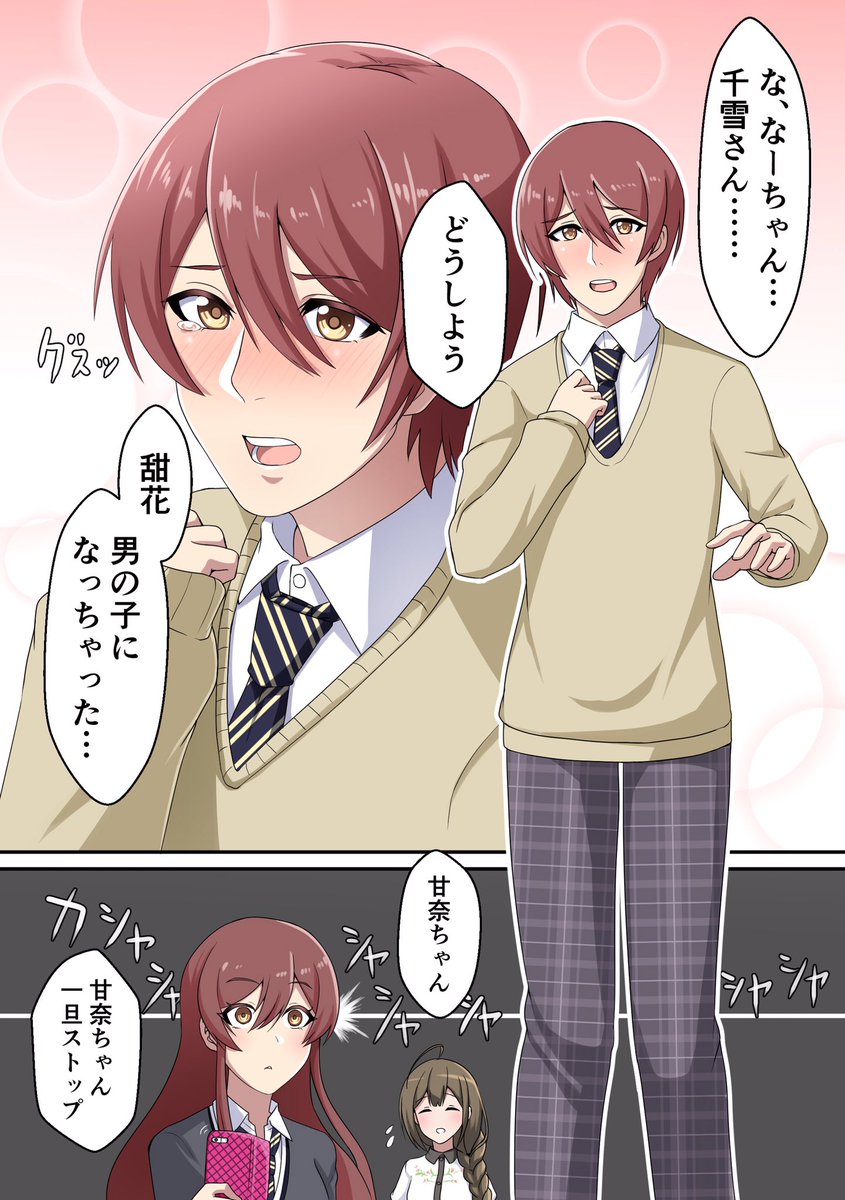 な、なーちゃん…
千雪さん……
どうしよう
グスッ
甜花
男の子に
なっちゃった…
甘奈ちゃん
カシャシャ
シャシャシャ
シャシャ
甘奈ちゃん
一旦ストップ